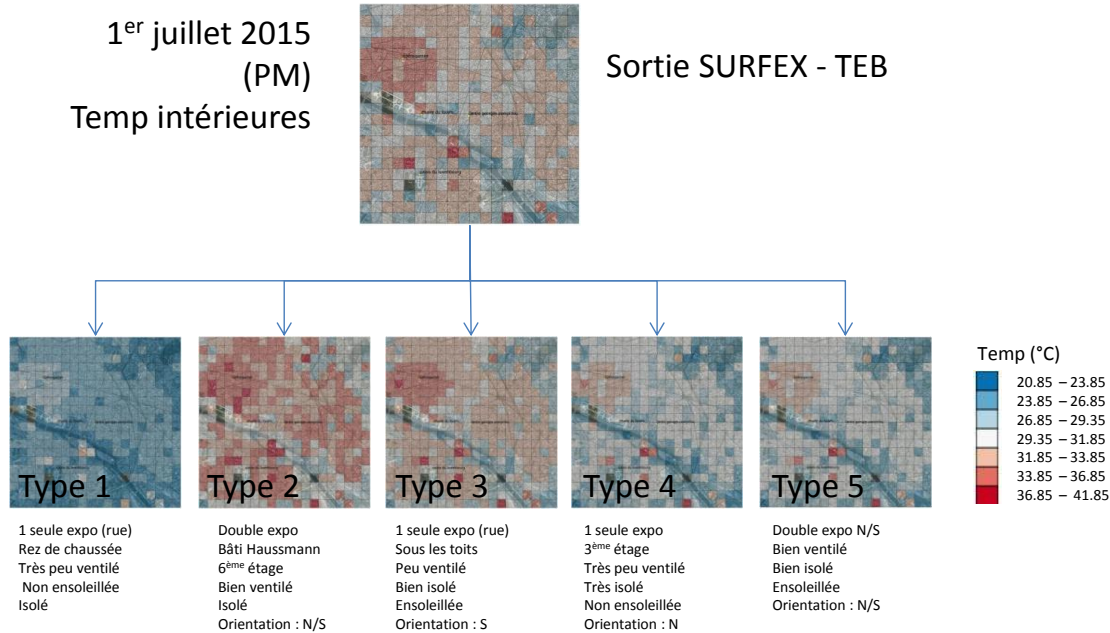 1er juillet 2015
(PM)
Temp intérieures
Sortie SURFEX - TEB
Type 1
Type 2
Type 3
Type 4
Type 5
1 seule expo (rue)
Rez de chaussée
Très peu ventilé
Non ensoleillée
Isolé
Double expo
Bâti Haussmann
6ème étage
Bien ventilé
Isolé
Orientation : N/S
1 seule expo (rue)
Sous les toits
Peu ventilé
Bien isolé
Ensoleillée
Orientation : S
1 seule expo
3ème étage
Très peu ventilé
Très isolé
Non ensoleillée
Orientation : N
Double expo N/S
Bien ventilé
Bien isolé
Ensoleillée
Orientation : N/S
Temp (°C)
20.85 – 23.85
23.85 – 26.85
26.85 – 29.35
29.35 – 31.85
31.85 – 33.85
33.85 – 36.85
36.85 – 41.85